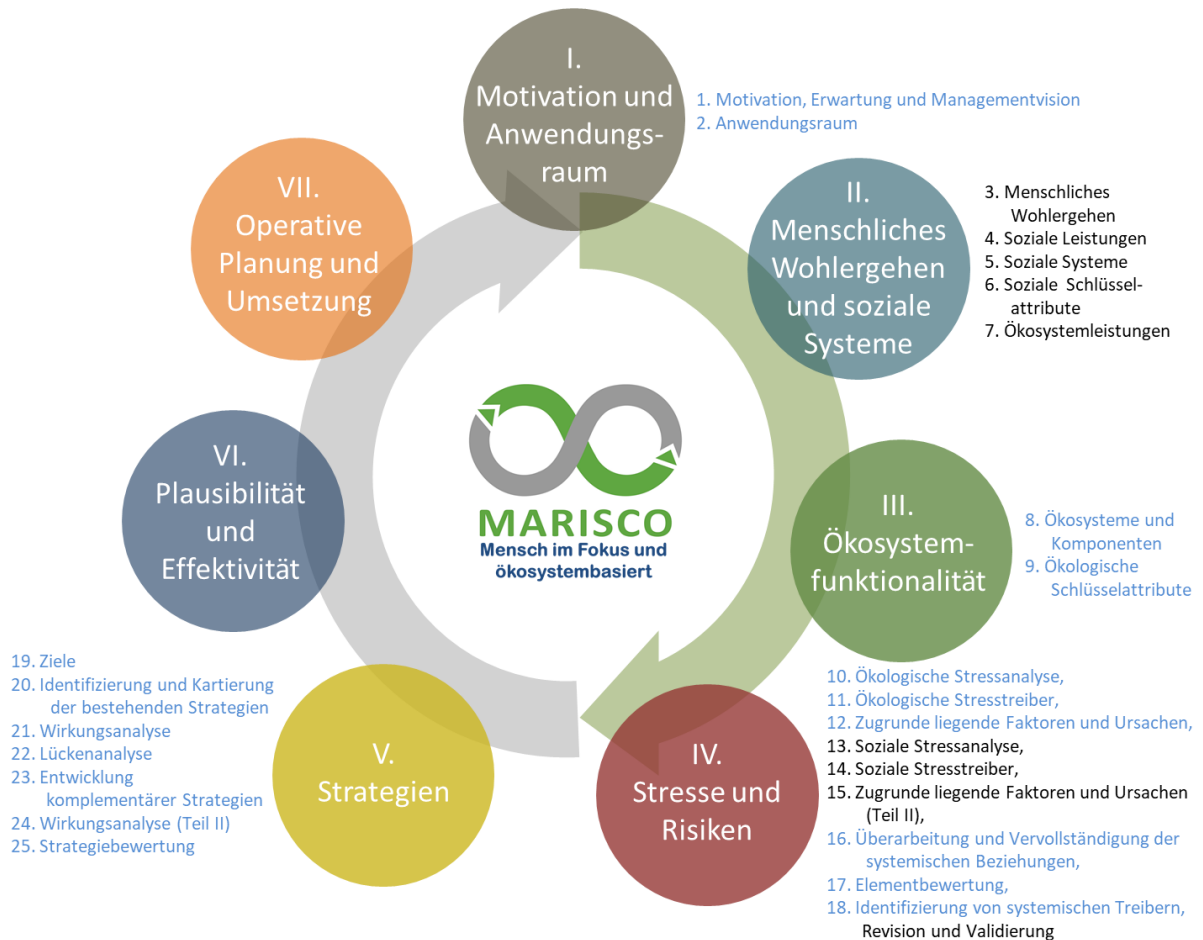 I.
Motivation und
Anwendungs-
raum
1. Motivation, Erwartung und Managementvision
2. Anwendungsraum
II.
Menschliches
Wohlergehen
und soziale
Systeme
3. Menschliches
Wohlergehen
4. Soziale Leistungen
5. Soziale Systeme
6. Soziale Schlüssel-
attribute
7. Ökosystemleistungen
III.
Ökosystem-
funktionalität
8. Ökosysteme und
Komponenten
9. Ökologische
Schlüsselattribute
IV.
Stresse und
Risiken
10. Ökologische Stressanalyse,
11. Ökologische Stresstreiber,
12. Zugrunde liegende Faktoren und Ursachen,
13. Soziale Stressanalyse,
14. Soziale Stresstreiber,
15. Zugrunde liegende Faktoren und Ursachen
(Teil II),
16. Überarbeitung und Vervollständigung der
systemischen Beziehungen,
17. Elementbewertung,
18. Identifizierung von systemischen Treibern,
Revision und Validierung
V.
Strategien
19. Ziele
20. Identifizierung und Kartierung
der bestehenden Strategien
21. Wirkungsanalyse
22. Lückenanalyse
23. Entwicklung
komplementärer Strategien
24. Wirkungsanalyse (Teil II)
25. Strategiebewertung
VI.
Plausibilität
und
Effektivität
VII.
Operative
Planung und
Umsetzung
MARISCO
Mensch im Fokus und
ökosystembasiert